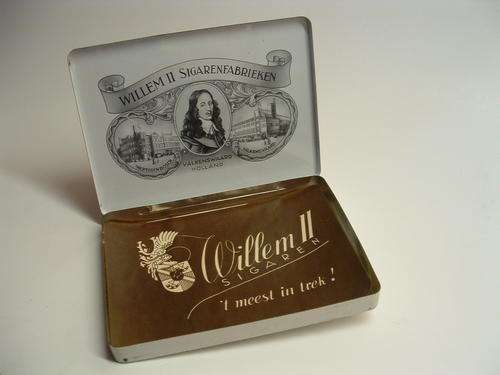 WILLEM II SIGARENFABRIEKEN
VALKENSWAARD
HOLLAND
Willem II
SIGAREN
't meest in trek!